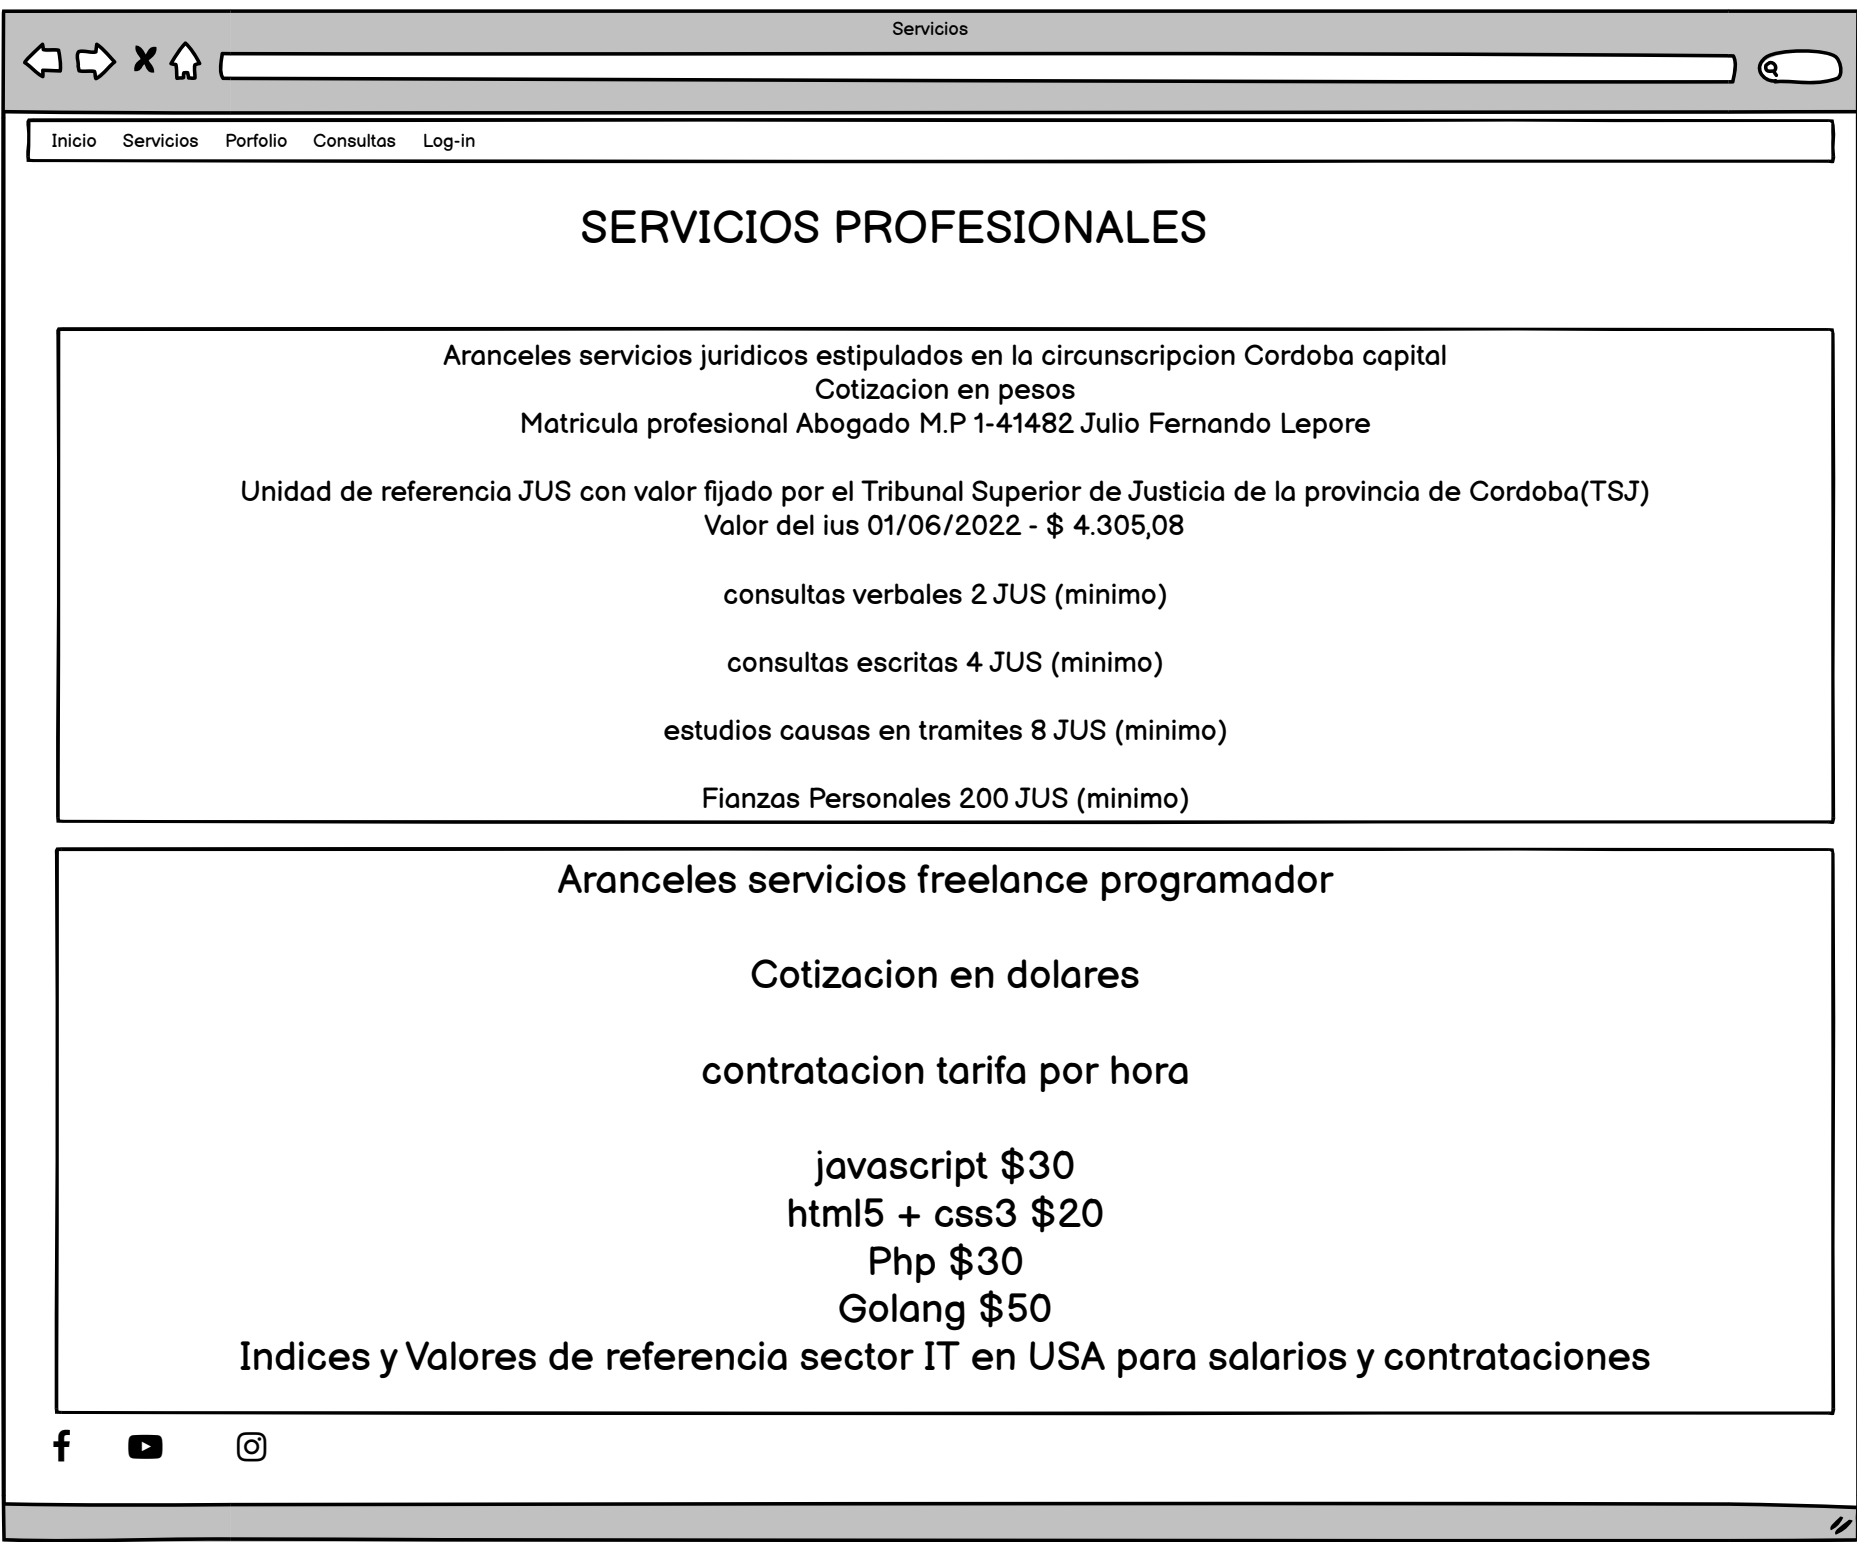 Servicios
Inicio Servicios Porfolio Consultas Log-in
SERVICIOS PROFESIONALES
Aranceles servicios juridicos estipulados en la circunscripcion Cordoba capital
Cotizacion en pesos
Matricula profesional Abogado M.P 1-41482 Julio Fernando Lepore
Unidad de referencia JUS con valor fijado por el Tribunal Superior de Justicia de la provincia de Cordoba(TSJ)
Valor del ius 01/06/2022 - $ 4.305,08
consultas verbales 2 JUS (minimo)
consultas escritas 4 JUS (minimo)
estudios causas en tramites 8 JUS (minimo)
Fianzas Personales 200 JUS (minimo)
Aranceles servicios freelance programador
Cotizacion en dolares
contratacion tarifa por hora
javascript $30
html5 + css3 $20
Php $30
Golang $50
Indices y Valores de referencia sector IT en USA para salarios y contrataciones